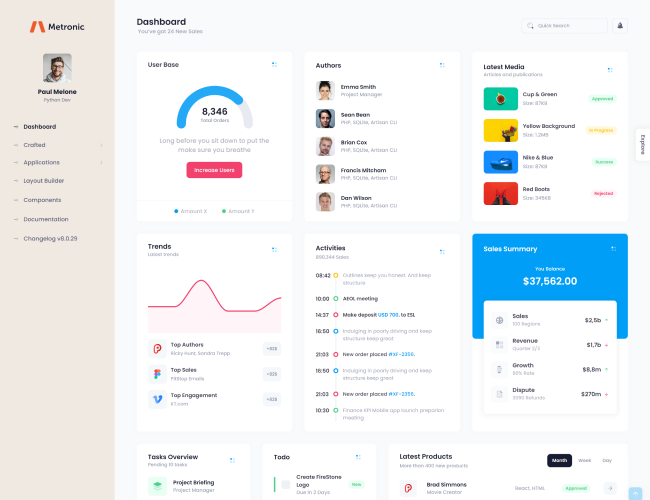 Metronic
Paul Melone
Python Dev
Dashboard
Crafted
Applications
Layout Builder
Components
Documentation
Changelog v8.0.29
Dashboard
You've got 24 New Sales
Quick Search
User Base
8,346
Total Orders
Long before you sit down to put the
make sure you breathe
Increase Users
Amount X
Amount Y
Authors
Emma Smith
Project Manager
Sean Bean
PHP, SQLite, Artisan CLI
Brian Cox
PHP, SQLite, Artisan CLI
Francis Mitcham
PHP, SQLite, Artisan CLI
Dan Wilson
PHP, SQLite, Artisan CLI
Latest Media
Articles and publications
Cup & Green
Size: 87KB
Approved
Yellow Background
Size: 1.2MB
In Progress
Nike & Blue
Size: 87KB
Success
Red Boots
Size: 345KB
Rejected
Explore
Trends
Latest trends
Top Authors
Ricky Hunt, Sandra Trepp
+82$
Top Sales
PitStop Emails
+82$
Top Engagement
KT.com
+82$
Activities
890,344 Sales
08:42
Outlines keep you honest. And keep
structure
10:00
AEOL meeting
14:37
Make deposit USD 700. to ESL
16:50
Indulging in poorly driving and keep
structure keep great
21:03
New order placed #XF-2356.
16:50
Indulging in poorly driving and keep
structure keep great
21:03
New order placed #XF-2356.
10:30
Finance KPI Mobile app launch preparion
meeting
Sales Summary
You Balance
$37,562.00
Sales
100 Regions
$2,5b
Revenue
Quarter 2/3
$1,7b
Growth
80% Rate
$8,8m
Dispute
3090 Refunds
$270m
Tasks Overview
Pending 10 tasks
Project Briefing
Project Manager
Todo
Create FireStone
Logo
Due in 2 Days
New
Latest Products
More than 400 new products
Month
Week
Day
Brad Simmons
Movie Creator
React, HTML
Approved